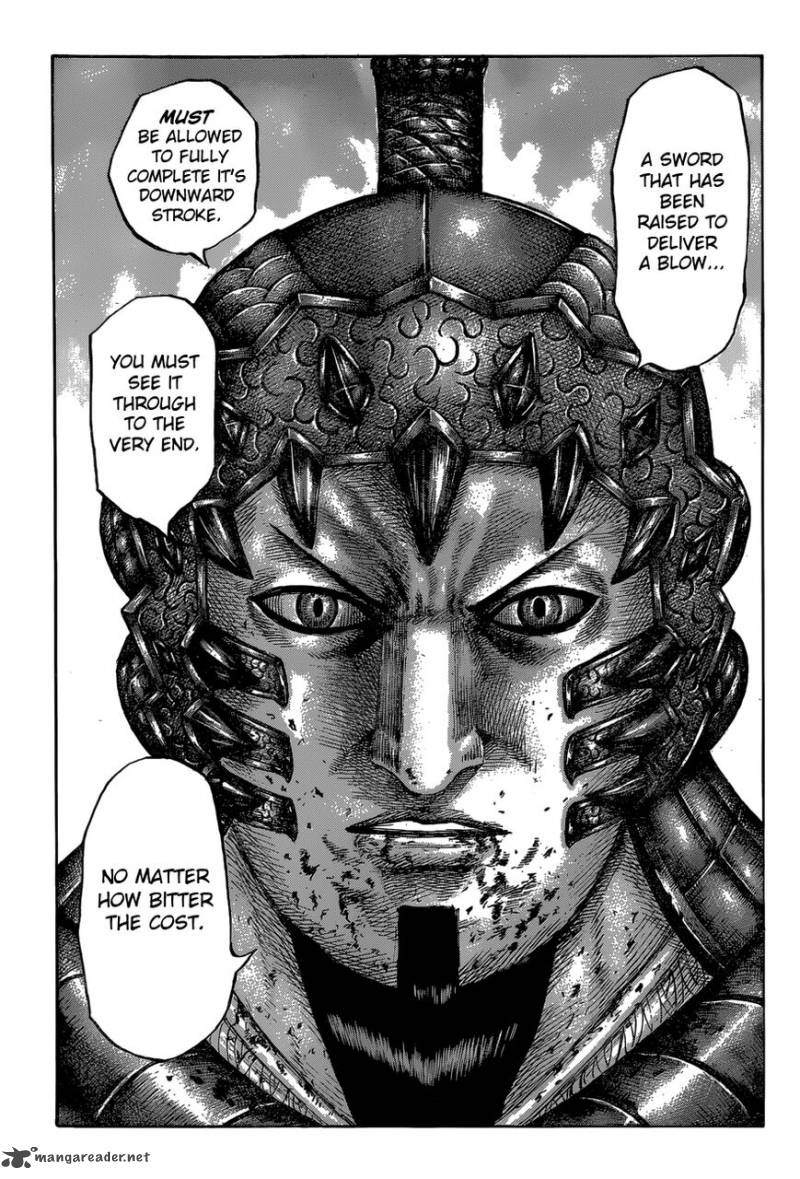 A SWORD
THAT HAS
BEEN
RAISED TO
DELIVER
A BLOW...
MUST
BE ALLOWED
TO FULLY
COMPLETE IT'S
DOWNWARD
STROKE.
YOU MUST
SEE IT
THROUGH
TO THE
VERY END.
NO MATTER
HOW BITTER
THE COST.
mangareader.net